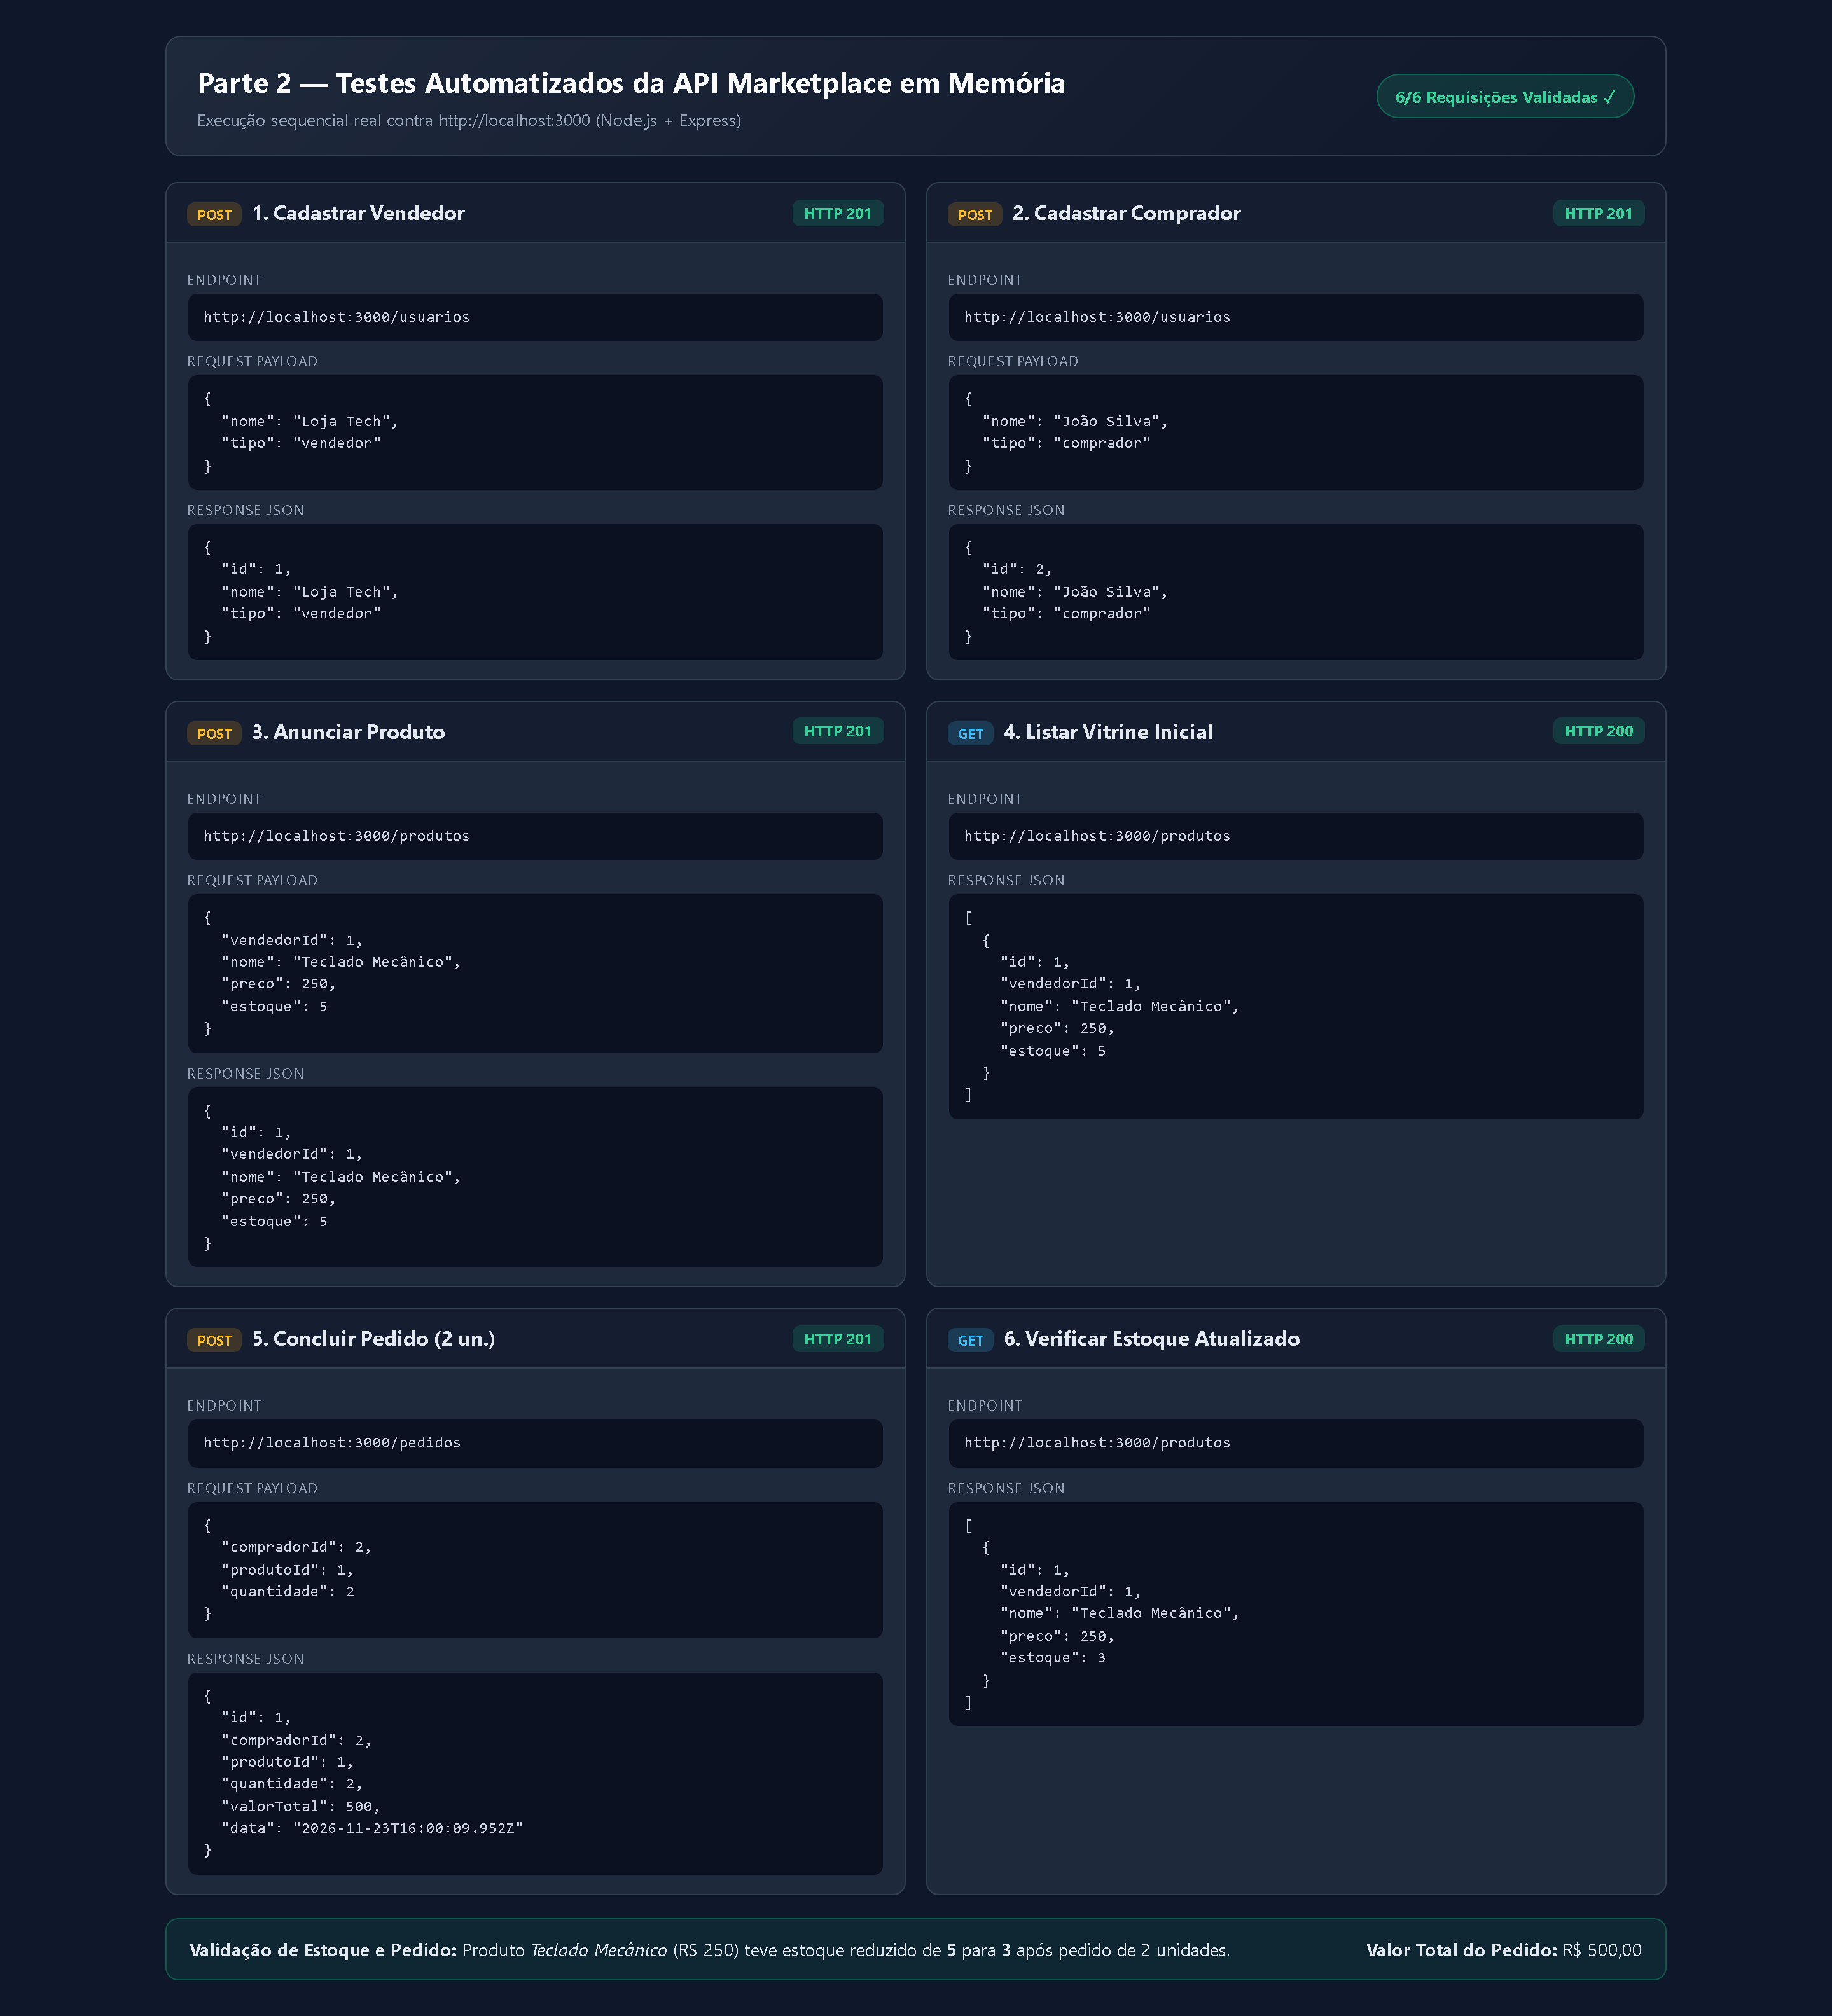 Parte 2 — Testes Automatizados da API Marketplace em Memória
Execução sequencial real contra http://localhost:3000 (Node.js + Express)
6/6 Requisições Validadas ✓
POST 1. Cadastrar Vendedor HTTP 201
ENDPOINT
http://localhost:3000/usuarios
REQUEST PAYLOAD
{
  "nome": "Loja Tech",
  "tipo": "vendedor"
}
RESPONSE JSON
{
  "id": 1,
  "nome": "Loja Tech",
  "tipo": "vendedor"
}
POST 2. Cadastrar Comprador HTTP 201
ENDPOINT
http://localhost:3000/usuarios
REQUEST PAYLOAD
{
  "nome": "João Silva",
  "tipo": "comprador"
}
RESPONSE JSON
{
  "id": 2,
  "nome": "João Silva",
  "tipo": "comprador"
}
POST 3. Anunciar Produto HTTP 201
ENDPOINT
http://localhost:3000/produtos
REQUEST PAYLOAD
{
  "vendedorId": 1,
  "nome": "Teclado Mecânico",
  "preco": 250,
  "estoque": 5
}
RESPONSE JSON
{
  "id": 1,
  "vendedorId": 1,
  "nome": "Teclado Mecânico",
  "preco": 250,
  "estoque": 5
}
GET 4. Listar Vitrine Inicial HTTP 200
ENDPOINT
http://localhost:3000/produtos
RESPONSE JSON
[
  {
    "id": 1,
    "vendedorId": 1,
    "nome": "Teclado Mecânico",
    "preco": 250,
    "estoque": 5
  }
]
POST 5. Concluir Pedido (2 un.) HTTP 201
ENDPOINT
http://localhost:3000/pedidos
REQUEST PAYLOAD
{
  "compradorId": 2,
  "produtoId": 1,
  "quantidade": 2
}
RESPONSE JSON
{
  "id": 1,
  "compradorId": 2,
  "produtoId": 1,
  "quantidade": 2,
  "valorTotal": 500,
  "data": "2026-11-23T16:00:09.952Z"
}
GET 6. Verificar Estoque Atualizado HTTP 200
ENDPOINT
http://localhost:3000/produtos
RESPONSE JSON
[
  {
    "id": 1,
    "vendedorId": 1,
    "nome": "Teclado Mecânico",
    "preco": 250,
    "estoque": 3
  }
]
Validação de Estoque e Pedido: Produto Teclado Mecânico (R$ 250) teve estoque reduzido de 5 para 3 após pedido de 2 unidades.
Valor Total do Pedido: R$ 500,00